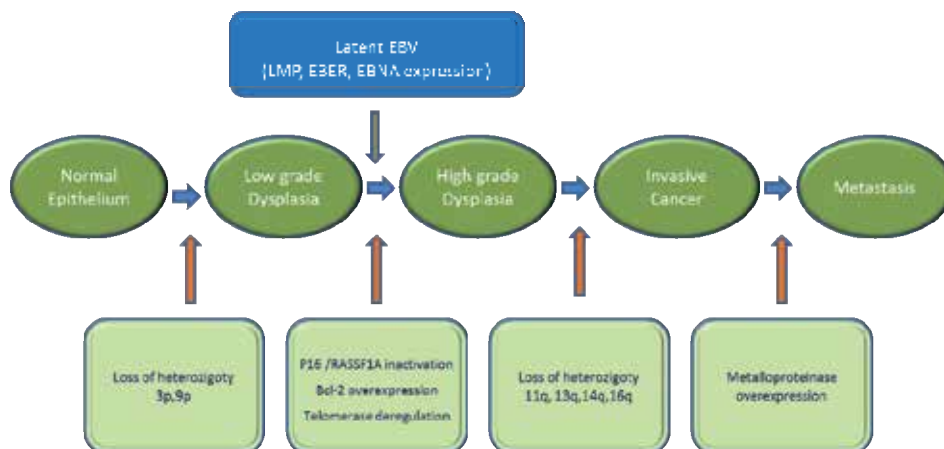 Latent EBV
(LMP, EBER, EBNA expression)
Normal
Epithelium
Low grade
Dysplasia
High grade
Dysplasia
Invasive
Cancer
Metastasis
Loss of heterozigoty
3p,9p
P16 /RASSF1A inactivation
Bcl-2 overexpression
Telomerase deregulation
Loss of heterozigoty
11q, 13q,14q,16q
Metalloproteinase
overexpression